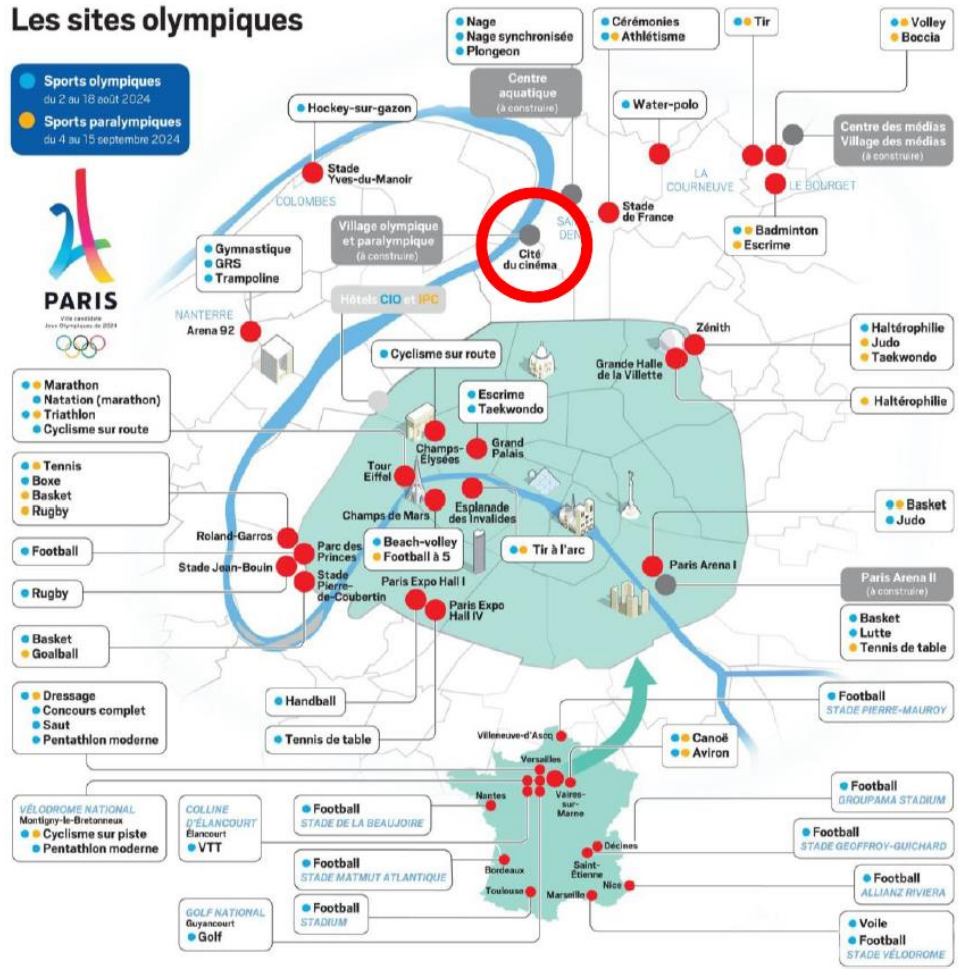 Les sites olympiques
Sports olympiques
du 2 au 18 août 2024
Sports paralympiques
du 4 au 15 septembre 2024
PARIS
Ville candidate
Jeux Olympiques de 2024
Nage
Nage synchronisée
Plongeon
Centre
aquatique
(à construire)
Cérémonies
Athlétisme
Tir
Volley
Boccia
Hockey-sur-gazon
Water-polo
Centre des médias
Village des médias
(à construire)
Stade
Yves-du-Manoir
COLOMBES
LA
COURNEUVE
LE BOURGET
Stade
de France
Village olympique
et paralympique
(à construire)
Cité
du cinéma
Badminton
Escrime
Gymnastique
GRS
Trampoline
NANTERRE
Arena 92
Hôtels CIO et IPC
Zénith
Grande Halle
de la Villette
Haltérophilie
Judo
Taekwondo
Haltérophilie
Cyclisme sur route
Marathon
Natation (marathon)
Triathlon
Cyclisme sur route
Escrime
Taekwondo
Champs-
Élysées
Grand
Palais
Tour
Eiffel
Champs de Mars
Esplanade
des Invalides
Tennis
Boxe
Basket
Rugby
Roland-Garros
Football
Parc des
Princes
Stade Jean-Bouin
Stade
Pierre-
de-Coubertin
Rugby
Beach-volley
Football à 5
Tir à l'arc
Basket
Judo
Paris Arena I
Paris Arena II
(à construire)
Basket
Lutte
Tennis de table
Paris Expo Hall I
Paris Expo
Hall IV
Basket
Goalball
Handball
Tennis de table
Dressage
Concours complet
Saut
Pentathlon moderne
Football
STADE PIERRE-MAUROY
Villeneuve-d'Ascq
Canoë
Aviron
Versailles
Vaires-
sur-
Marne
Nantes
VÉLODROME NATIONAL
Montigny-le-Bretonneux
Cyclisme sur piste
Pentathlon moderne
COLLINE
D'ÉLANCOURT
Élancourt
VTT
Football
STADE DE LA BEAUJOIRE
Football
GROUPAMA STADIUM
Décines
Football
STADE GEOFFROY-GUICHARD
Saint-
Étienne
Football
STADE MATMUT ATLANTIQUE
Bordeaux
Football
ALLIANZ RIVIERA
Nice
Toulouse
Marseille
GOLF NATIONAL
Guyancourt
Golf
Football
STADIUM
Voile
Football
STADE VÉLODROME